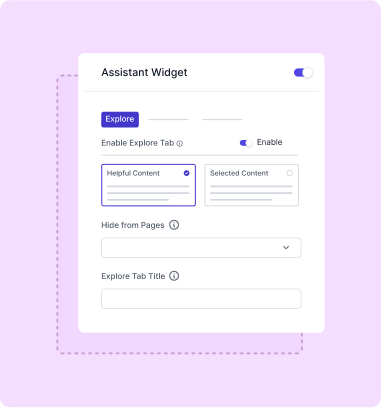 Assistant Widget
Explore
Enable Explore Tab
Enable
Helpful Content
Selected Content
Hide from Pages
Explore Tab Title